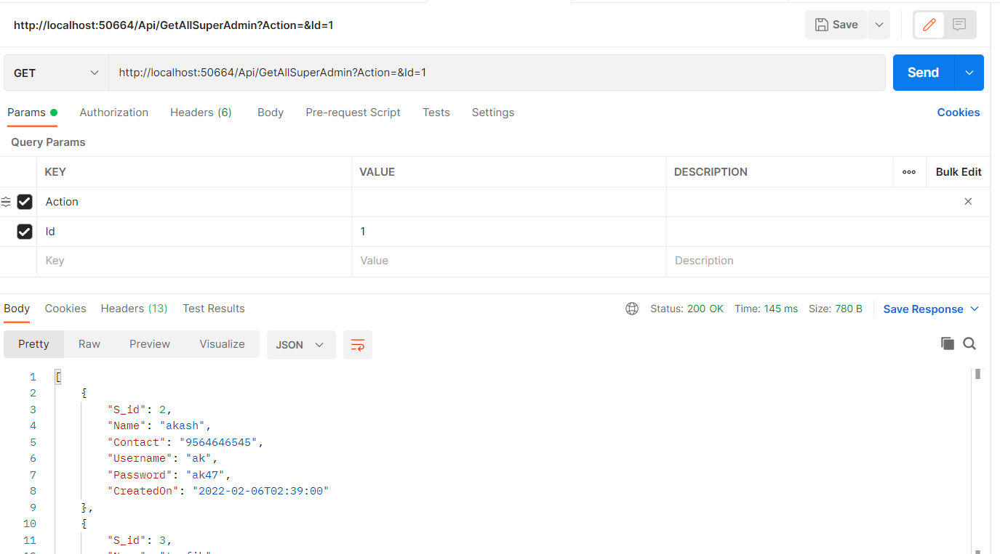 http://localhost:50664/Api/GetAllSuperAdmin?Action=&Id=1
Save
GET
http://localhost:50664/Api/GetAllSuperAdmin?Action=&Id=1
Send
Params Authorization Headers (6) Body Pre-request Script Tests Settings Cookies
Query Params
KEY VALUE DESCRIPTION Bulk Edit
Action
Id 1
Key Value Description
Body Cookies Headers (13) Test Results Status: 200 OK Time: 145 ms Size: 780 B Save Response
Pretty Raw Preview Visualize JSON
1 [
2 {
3 "S_id": 2,
4 "Name": "akash",
5 "Contact": "9564646545",
6 "Username": "ak",
7 "Password": "ak47",
8 "CreatedOn": "2022-02-06T02:39:00"
9 },
10 {
11 "S_id": 3,